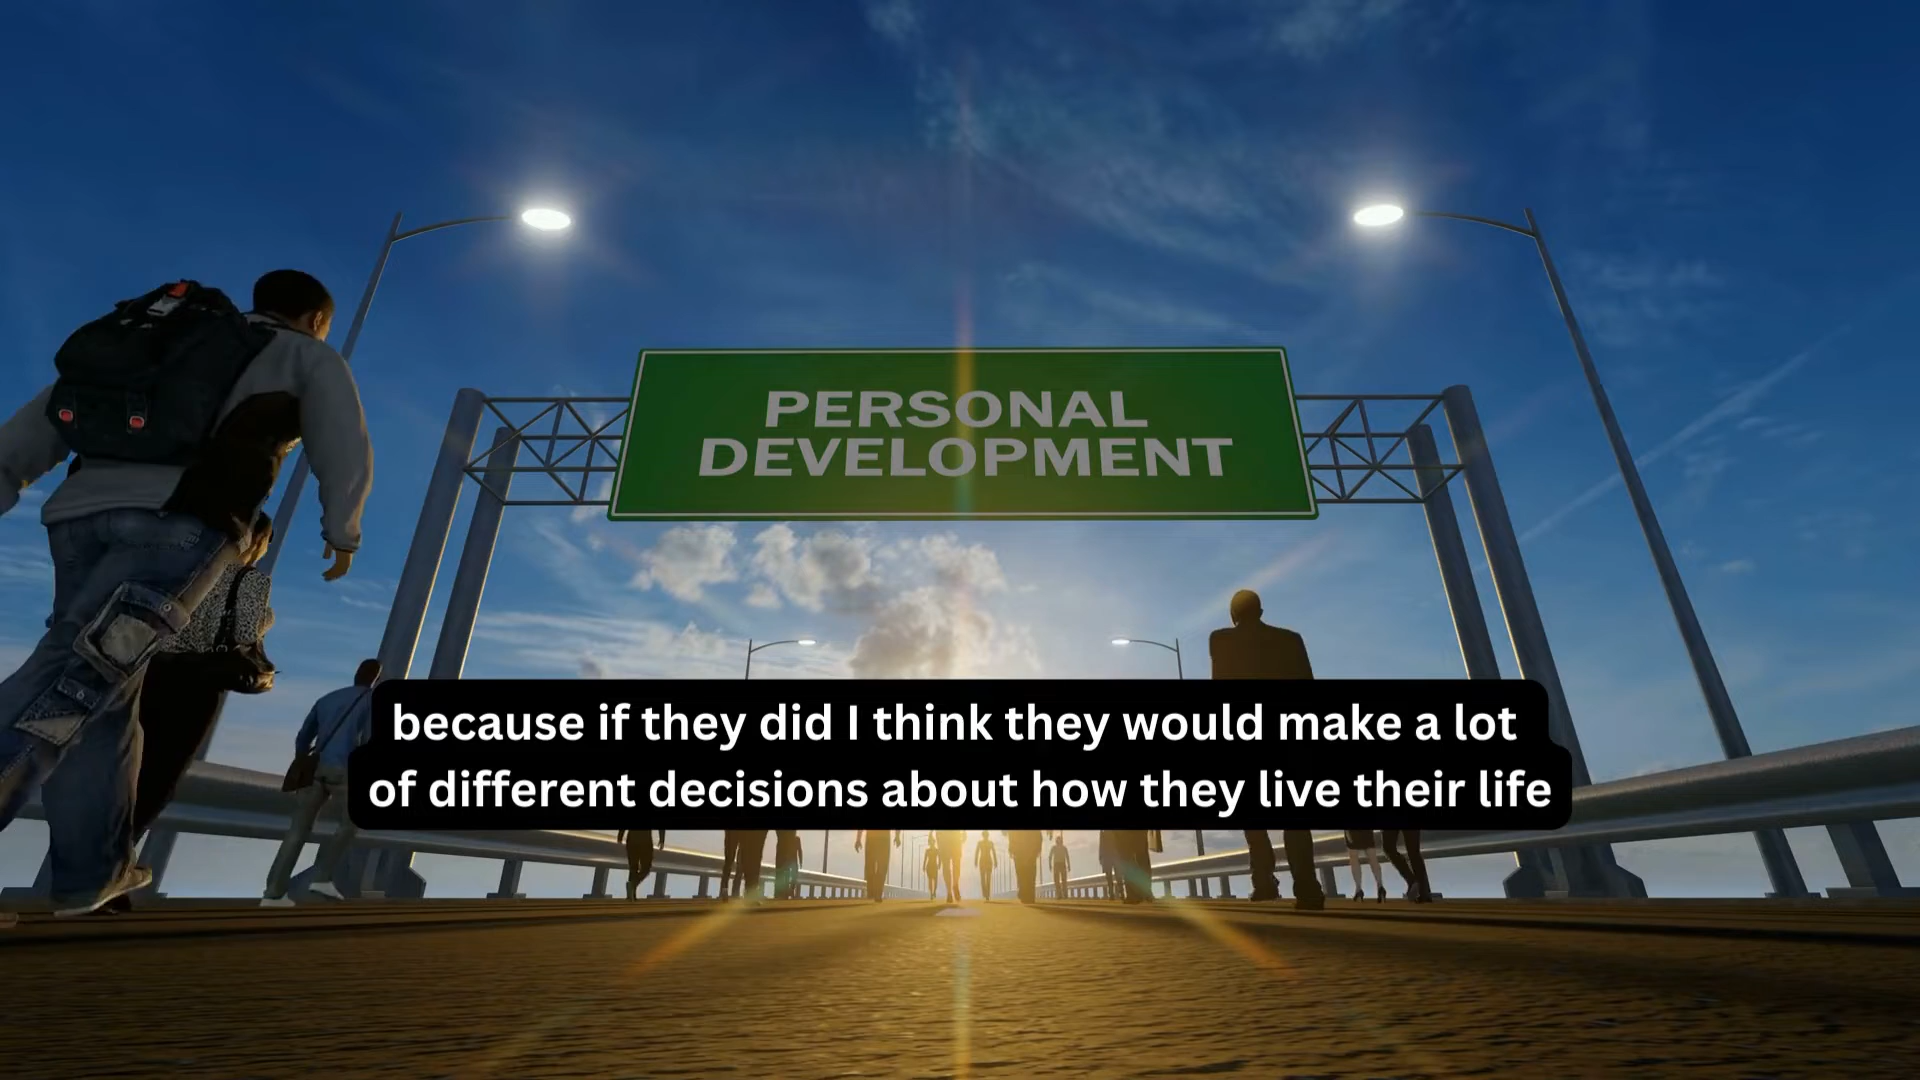 PERSONAL
DEVELOPMENT
because if they did I think they would make a lot
of different decisions about how they live their life